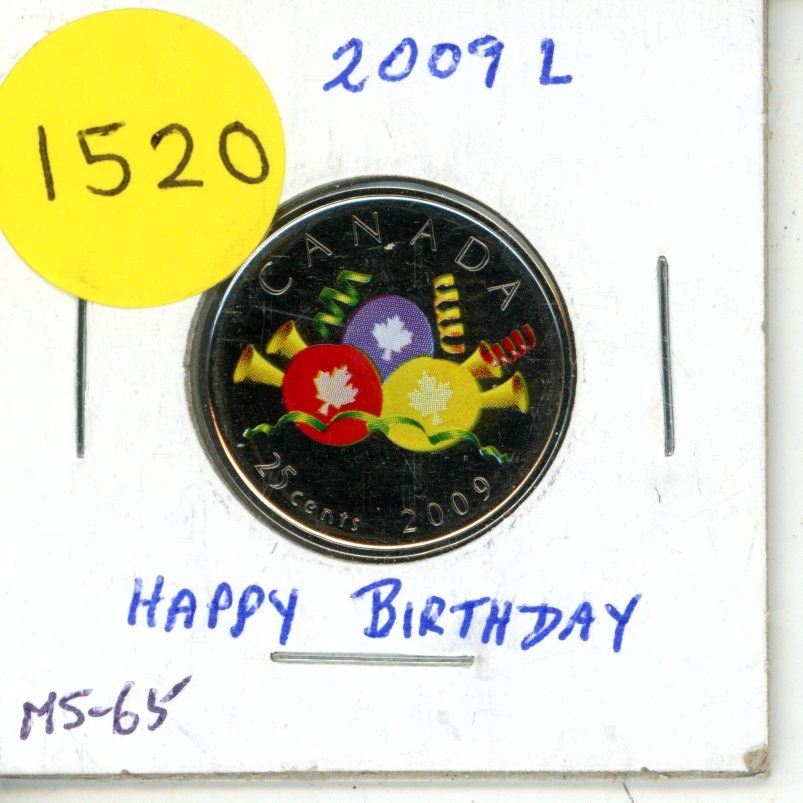 2009 L
1520
CANADA
25 cents 2009
HAPPY BIRTHDAY
MS-65